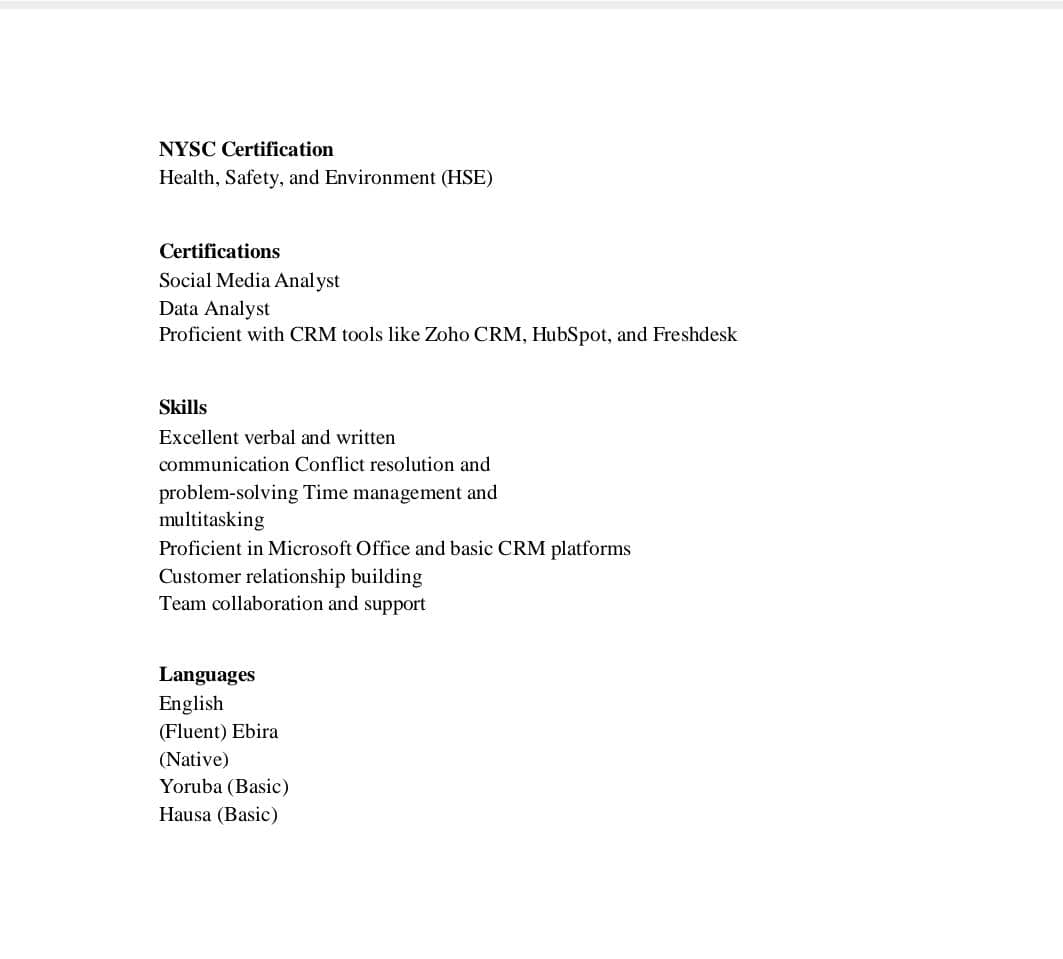 NYSC Certification
Health, Safety, and Environment (HSE)
Certifications
Social Media Analyst
Data Analyst
Proficient with CRM tools like Zoho CRM, HubSpot, and Freshdesk
Skills
Excellent verbal and written
communication Conflict resolution and
problem-solving Time management and
multitasking
Proficient in Microsoft Office and basic CRM platforms
Customer relationship building
Team collaboration and support
Languages
English
(Fluent) Ebira
(Native)
Yoruba (Basic)
Hausa (Basic)